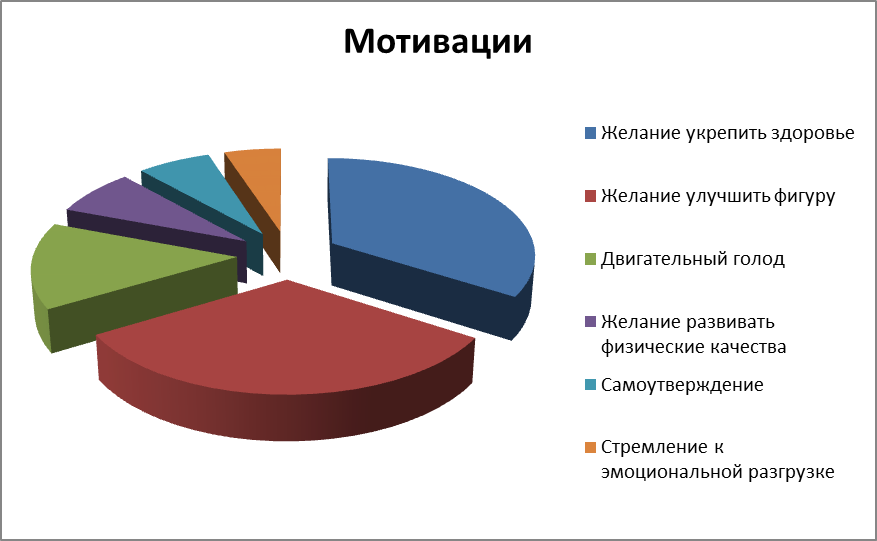 Мотивации
Желание укрепить здоровье
Желание улучшить фигуру
Двигательный голод
Желание развивать
физические качества
Самоутверждение
Стремление к
эмоциональной разгрузке